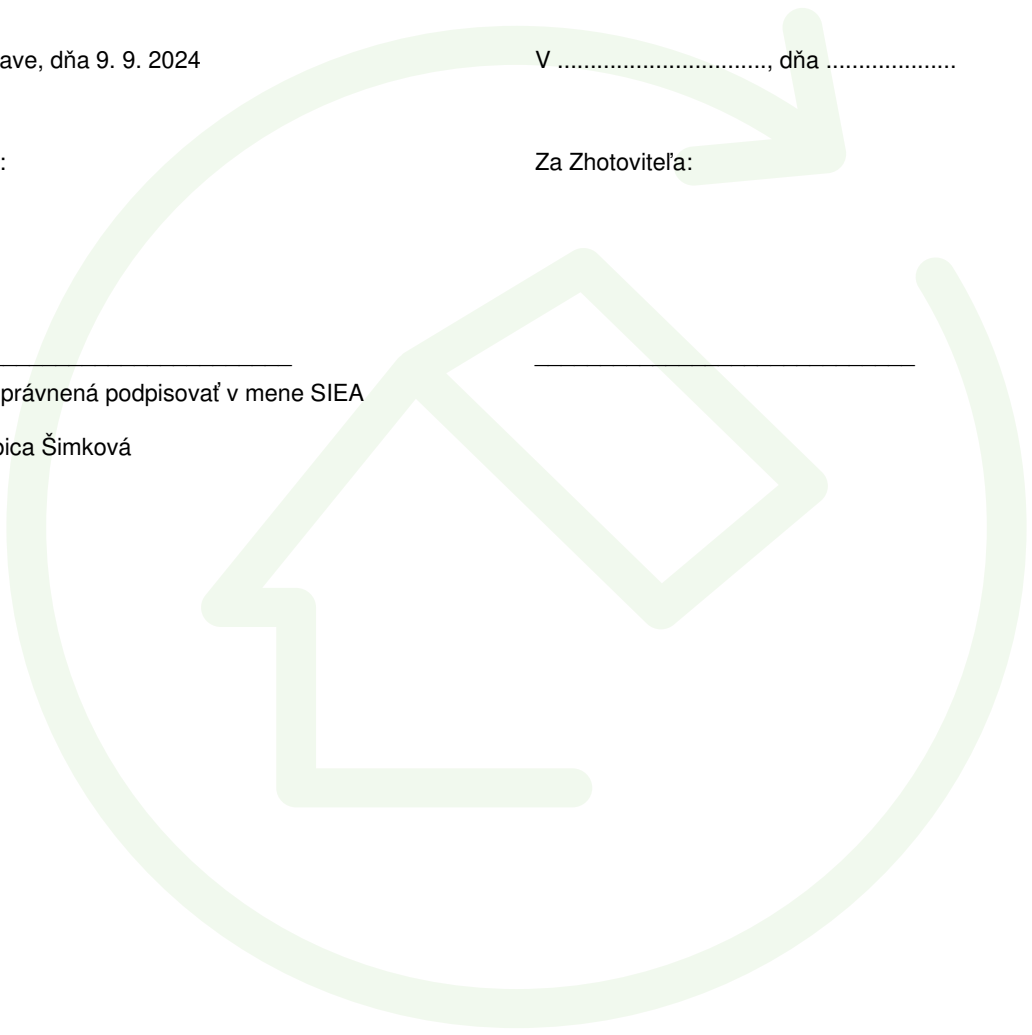 ave, dňa 9. 9. 2024
V ................................, dňa ....................
:
Za Zhotoviteľa:
právnená podpisovať v mene SIEA
bica Šimková